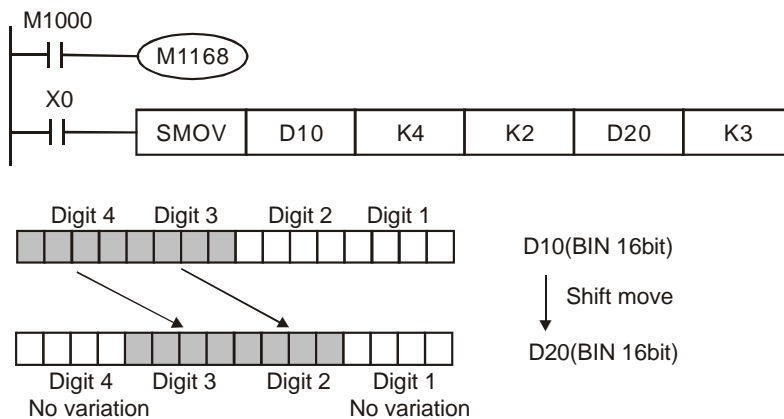 M1000
M1168
X0
SMOV D10 K4 K2 D20 K3
Digit 4 Digit 3 Digit 2 Digit 1
D10(BIN 16bit)
Shift move
D20(BIN 16bit)
Digit 4 Digit 3 Digit 2 Digit 1
No variation No variation